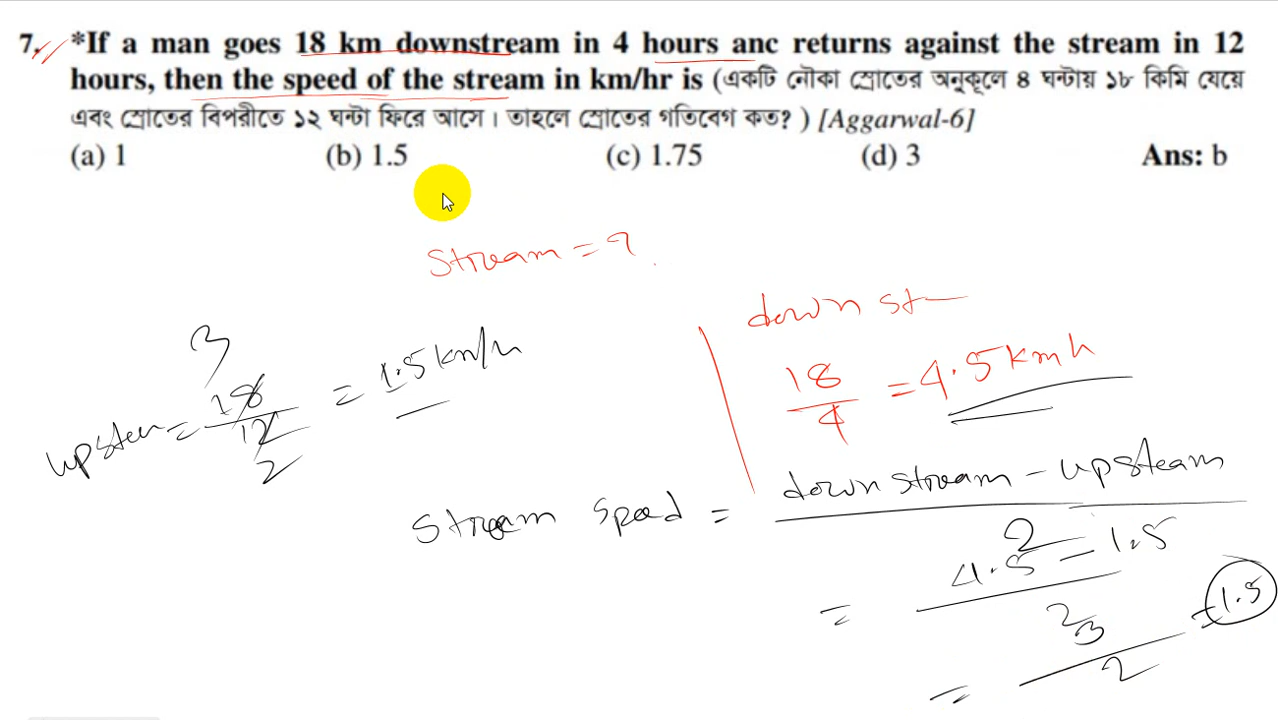 7. *If a man goes 18 km downstream in 4 hours anc returns against the stream in 12
hours, then the speed of the stream in km/hr is (একটি নৌকা স্রোতের অনুকূলে ৪ ঘন্টায় ১৮ কিমি যেয়ে
এবং স্রোতের বিপরীতে ১২ ঘন্টা ফিরে আসে। তাহলে স্রোতের গতিবেগ কত? ) [Aggarwal-6]
(a) 1 (b) 1.5 (c) 1.75 (d) 3 Ans: b
Stream = ?
down st
18/4 = 4.5 kmh
3
upsten = 18/12 = 1.5 km/h
2
Stream Speed = down stream - upsteam
2
= 4.5 - 1.5
2
= 3/2 = 1.5